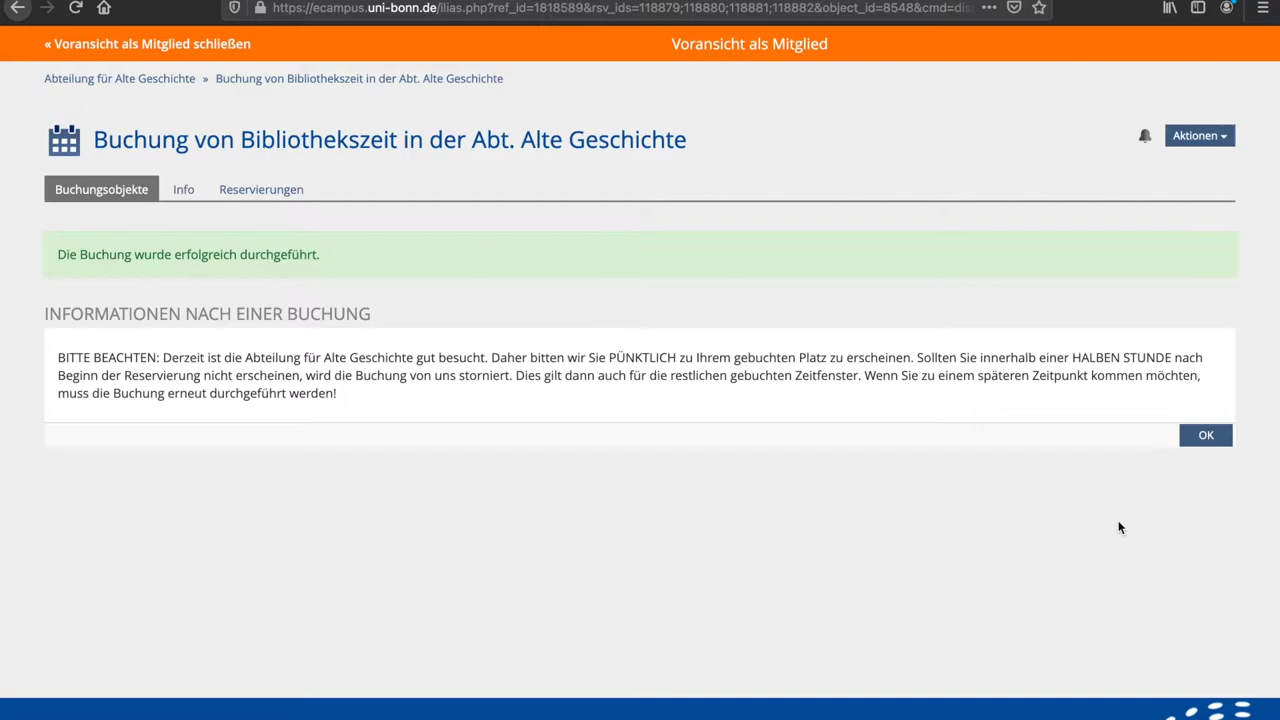 https://ecampus.uni-bonn.de/ilias.php?ref_id=1818589&rsv_ids=118879;118880;118881;118882&object_id=8548&cmd=dis
« Voransicht als Mitglied schließen
Voransicht als Mitglied
Abteilung für Alte Geschichte » Buchung von Bibliothekszeit in der Abt. Alte Geschichte
Buchung von Bibliothekszeit in der Abt. Alte Geschichte
Aktionen
Buchungsobjekte Info Reservierungen
Die Buchung wurde erfolgreich durchgeführt.
INFORMATIONEN NACH EINER BUCHUNG
BITTE BEACHTEN: Derzeit ist die Abteilung für Alte Geschichte gut besucht. Daher bitten wir Sie PÜNKTLICH zu Ihrem gebuchten Platz zu erscheinen. Sollten Sie innerhalb einer HALBEN STUNDE nach
Beginn der Reservierung nicht erscheinen, wird die Buchung von uns storniert. Dies gilt dann auch für die restlichen gebuchten Zeitfenster. Wenn Sie zu einem späteren Zeitpunkt kommen möchten,
muss die Buchung erneut durchgeführt werden!
OK